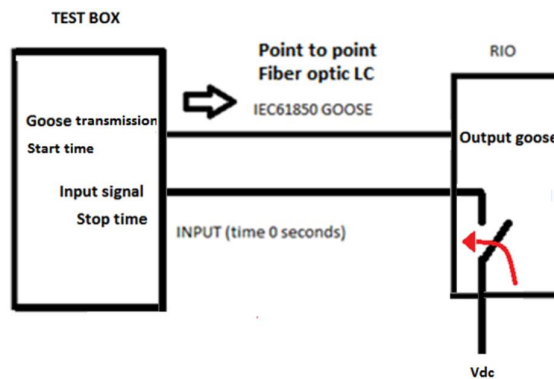 TEST BOX
Point to point
Fiber optic LC
RIO
IEC61850 GOOSE
Goose transmission
Start time
Output goose
Input signal
Stop time
INPUT (time 0 seconds)
Vdc